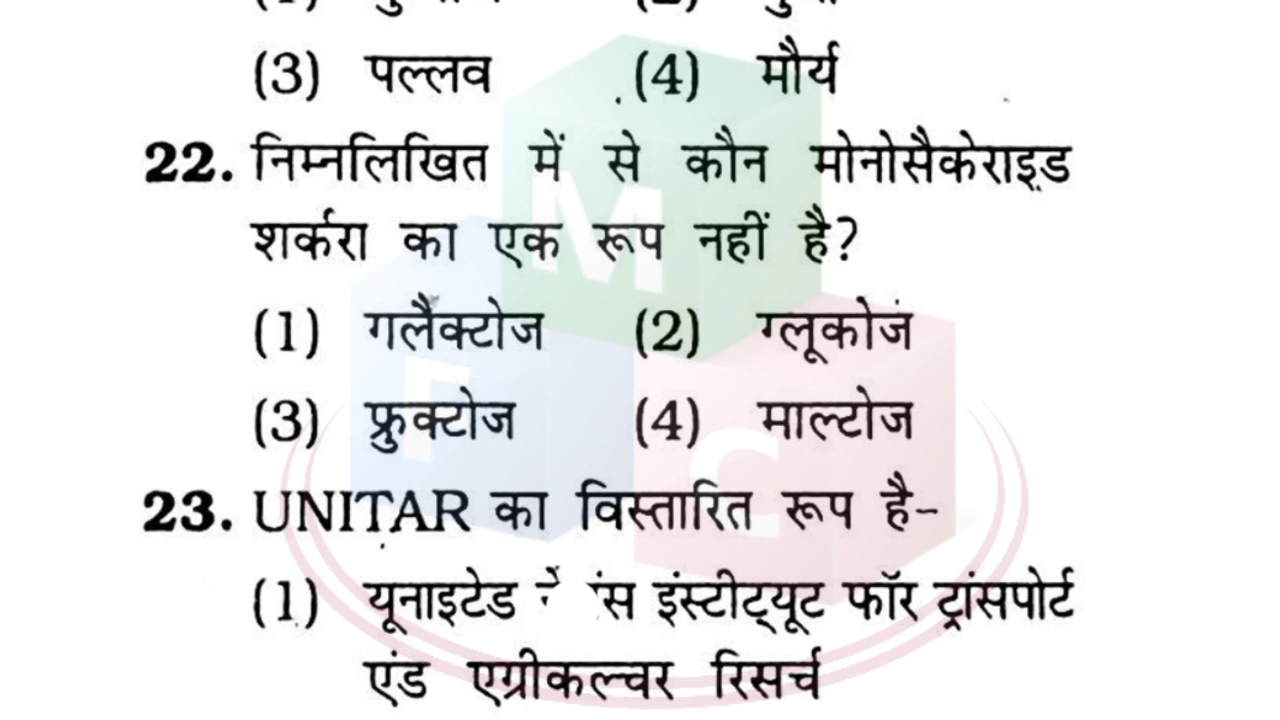 (3) पल्लव (4) मौर्य
22. निम्नलिखित में से कौन मोनोसैकेराइड
शर्करा का एक रूप नहीं है?
(1) गलैक्टोज (2) ग्लूकोज
(3) फ्रुक्टोज (4) माल्टोज
23. UNITAR का विस्तारित रूप है-
(1) यूनाइटेड इंस्टीट्यूट फॉर ट्रांसपोर्ट
एंड एग्रीकल्चर रिसर्च
M
C